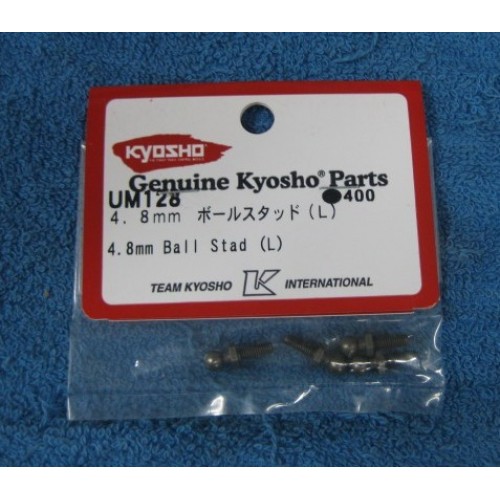 KYOSHO
Genuine Kyosho® Parts
UM128 ●400
4.8mm ボールスタッド(L)
4.8mm Ball Stad (L)
TEAM KYOSHO K INTERNATIONAL